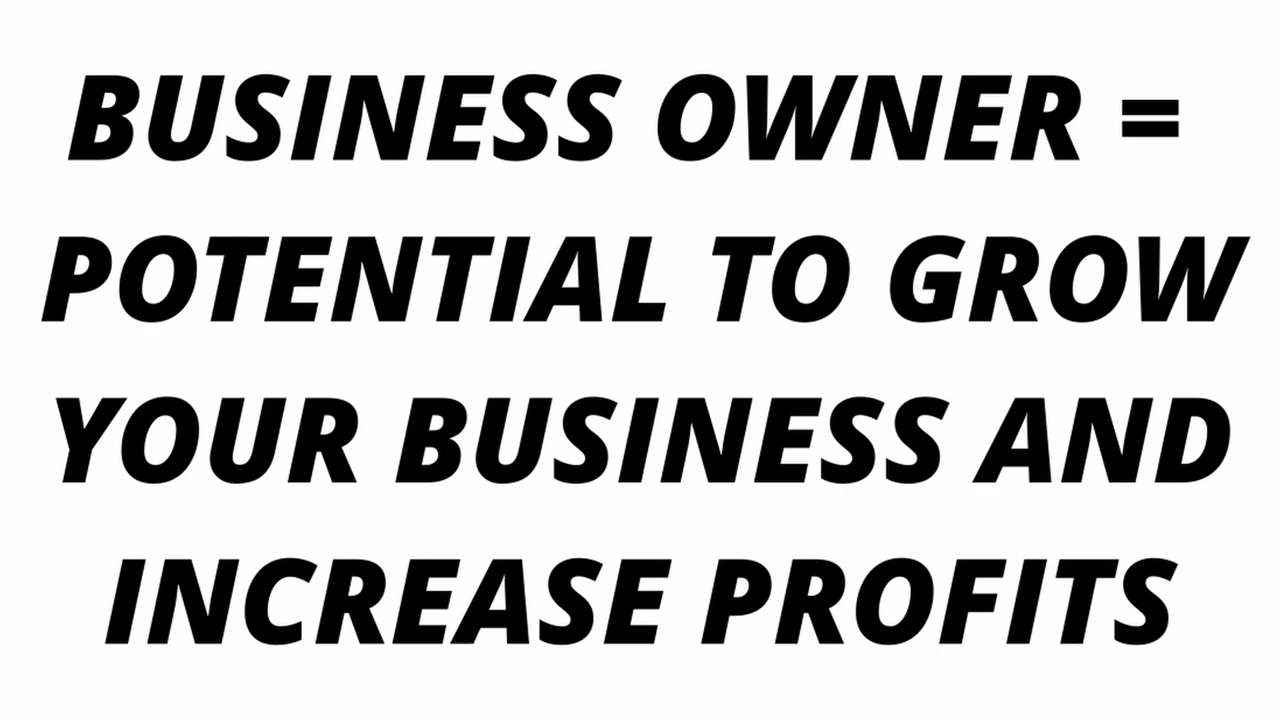 BUSINESS OWNER =
POTENTIAL TO GROW
YOUR BUSINESS AND
INCREASE PROFITS